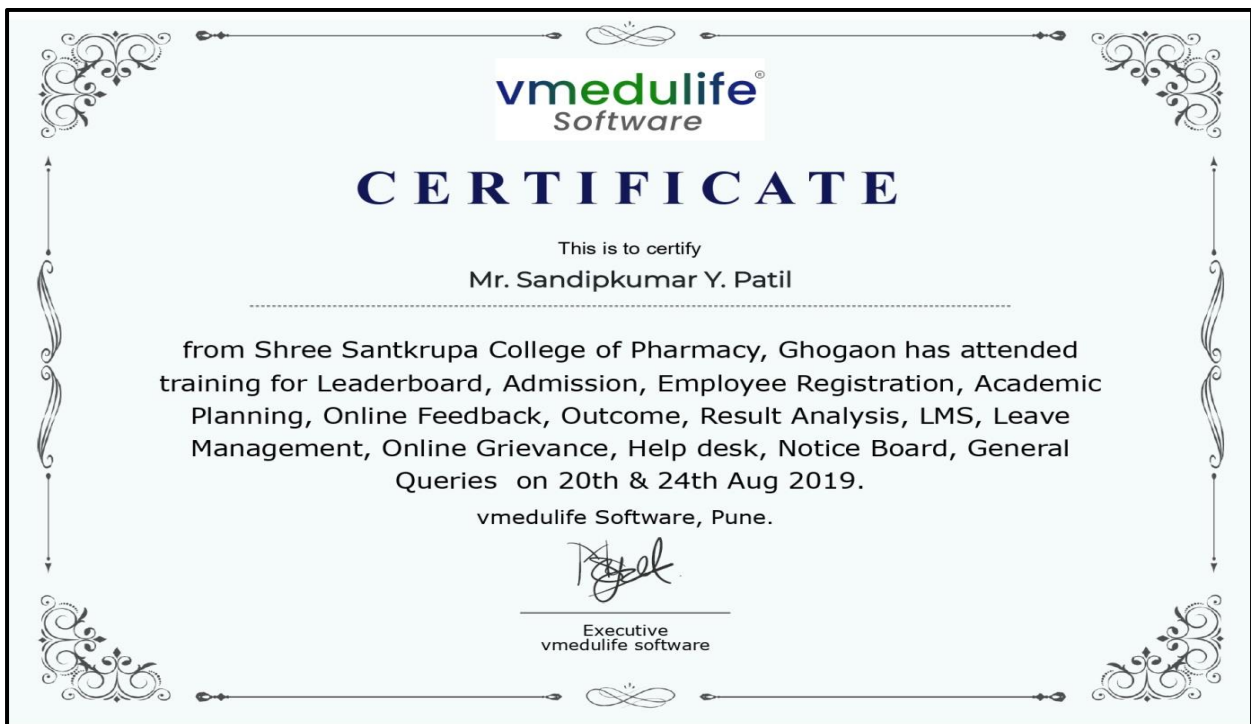 vmedulife®
Software
CERTIFICATE
This is to certify
Mr. Sandipkumar Y. Patil
from Shree Santkrupa College of Pharmacy, Ghogaon has attended
training for Leaderboard, Admission, Employee Registration, Academic
Planning, Online Feedback, Outcome, Result Analysis, LMS, Leave
Management, Online Grievance, Help desk, Notice Board, General
Queries on 20th & 24th Aug 2019.
vmedulife Software, Pune.
Executive
vmedulife software